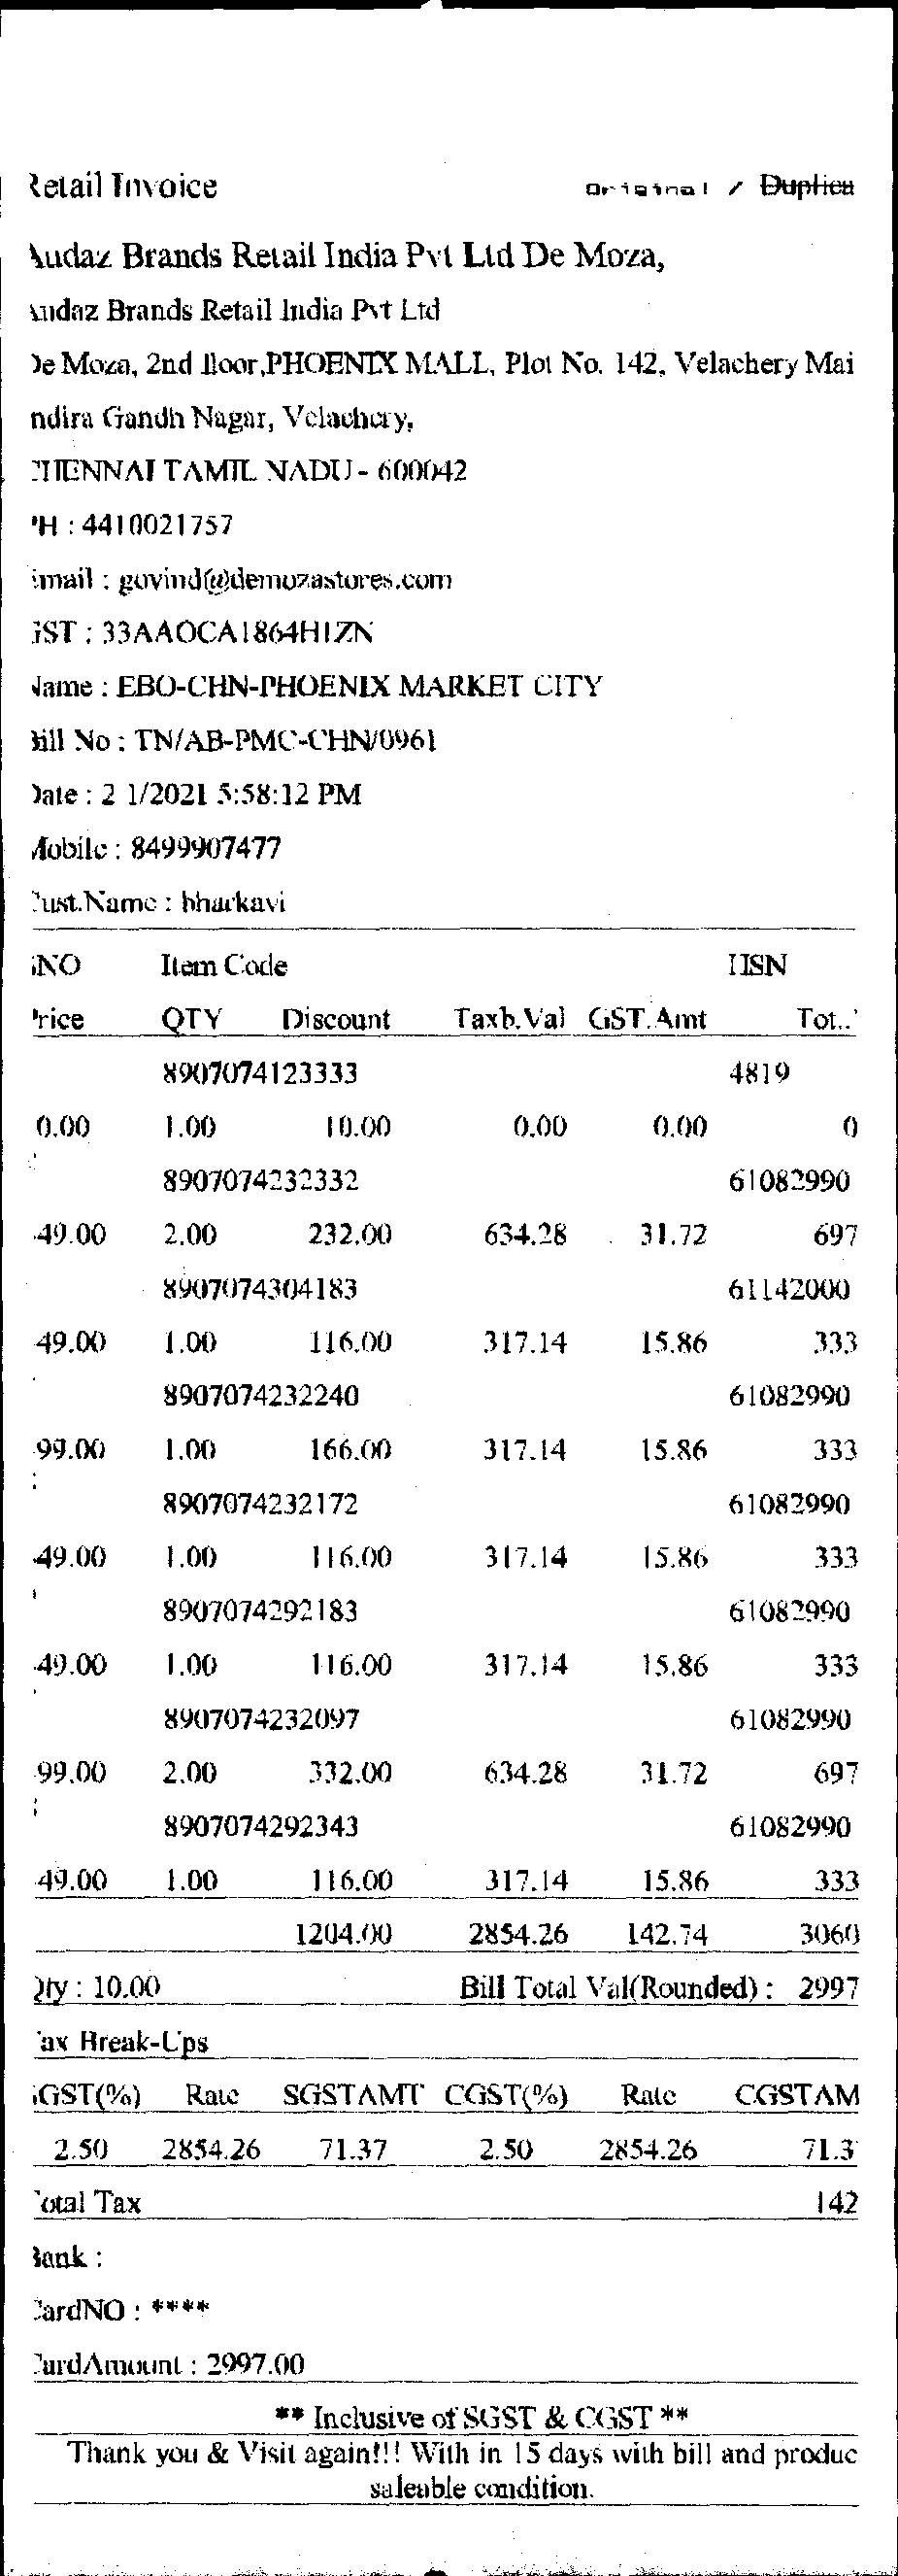 Retail Invoice Original / Duplica
Audaz Brands Retail India Pvt Ltd De Moza,
Audaz Brands Retail India Pvt Ltd
De Moza, 2nd floor,PHOENIX MALL, Plot No. 142, Velachery Mai
ndira Gandh Nagar, Velachery,
CHENNAI TAMIL NADU - 600042
PH : 4410021757
Email : govind@demozastores.com
GST : 33AAOCA1864H1ZN
Name : EBO-CHN-PHOENIX MARKET CITY
Bill No : TN/AB-PMC-CHN/0961
Date : 2 1/2021 5:58:12 PM
Mobile : 8499907477
Cust.Name : bharkavi
SNO Item Code HSN
Price QTY Discount Taxb.Val GST.Amt Tot..
8907074123333 4819
0.00 1.00 10.00 0.00 0.00 0
8907074232332 61082990
49.00 2.00 232.00 634.28 31.72 697
8907074304183 61142000
49.00 1.00 116.00 317.14 15.86 333
8907074232240 61082990
99.00 1.00 166.00 317.14 15.86 333
8907074232172 61082990
49.00 1.00 116.00 317.14 15.86 333
8907074292183 61082990
49.00 1.00 116.00 317.14 15.86 333
8907074232097 61082990
99.00 2.00 332.00 634.28 31.72 697
8907074292343 61082990
49.00 1.00 116.00 317.14 15.86 333
1204.00 2854.26 142.74 3060
Qty : 10.00 Bill Total Val(Rounded) : 2997
Tax Break-Ups
SGST(%) Rate SGSTAMT CGST(%) Rate CGSTAM
2.50 2854.26 71.37 2.50 2854.26 71.3
Total Tax 142
Bank :
CardNO : ****
CardAmount : 2997.00
** Inclusive of SGST & CGST **
Thank you & Visit again!!! With in 15 days with bill and produc
saleable condition.